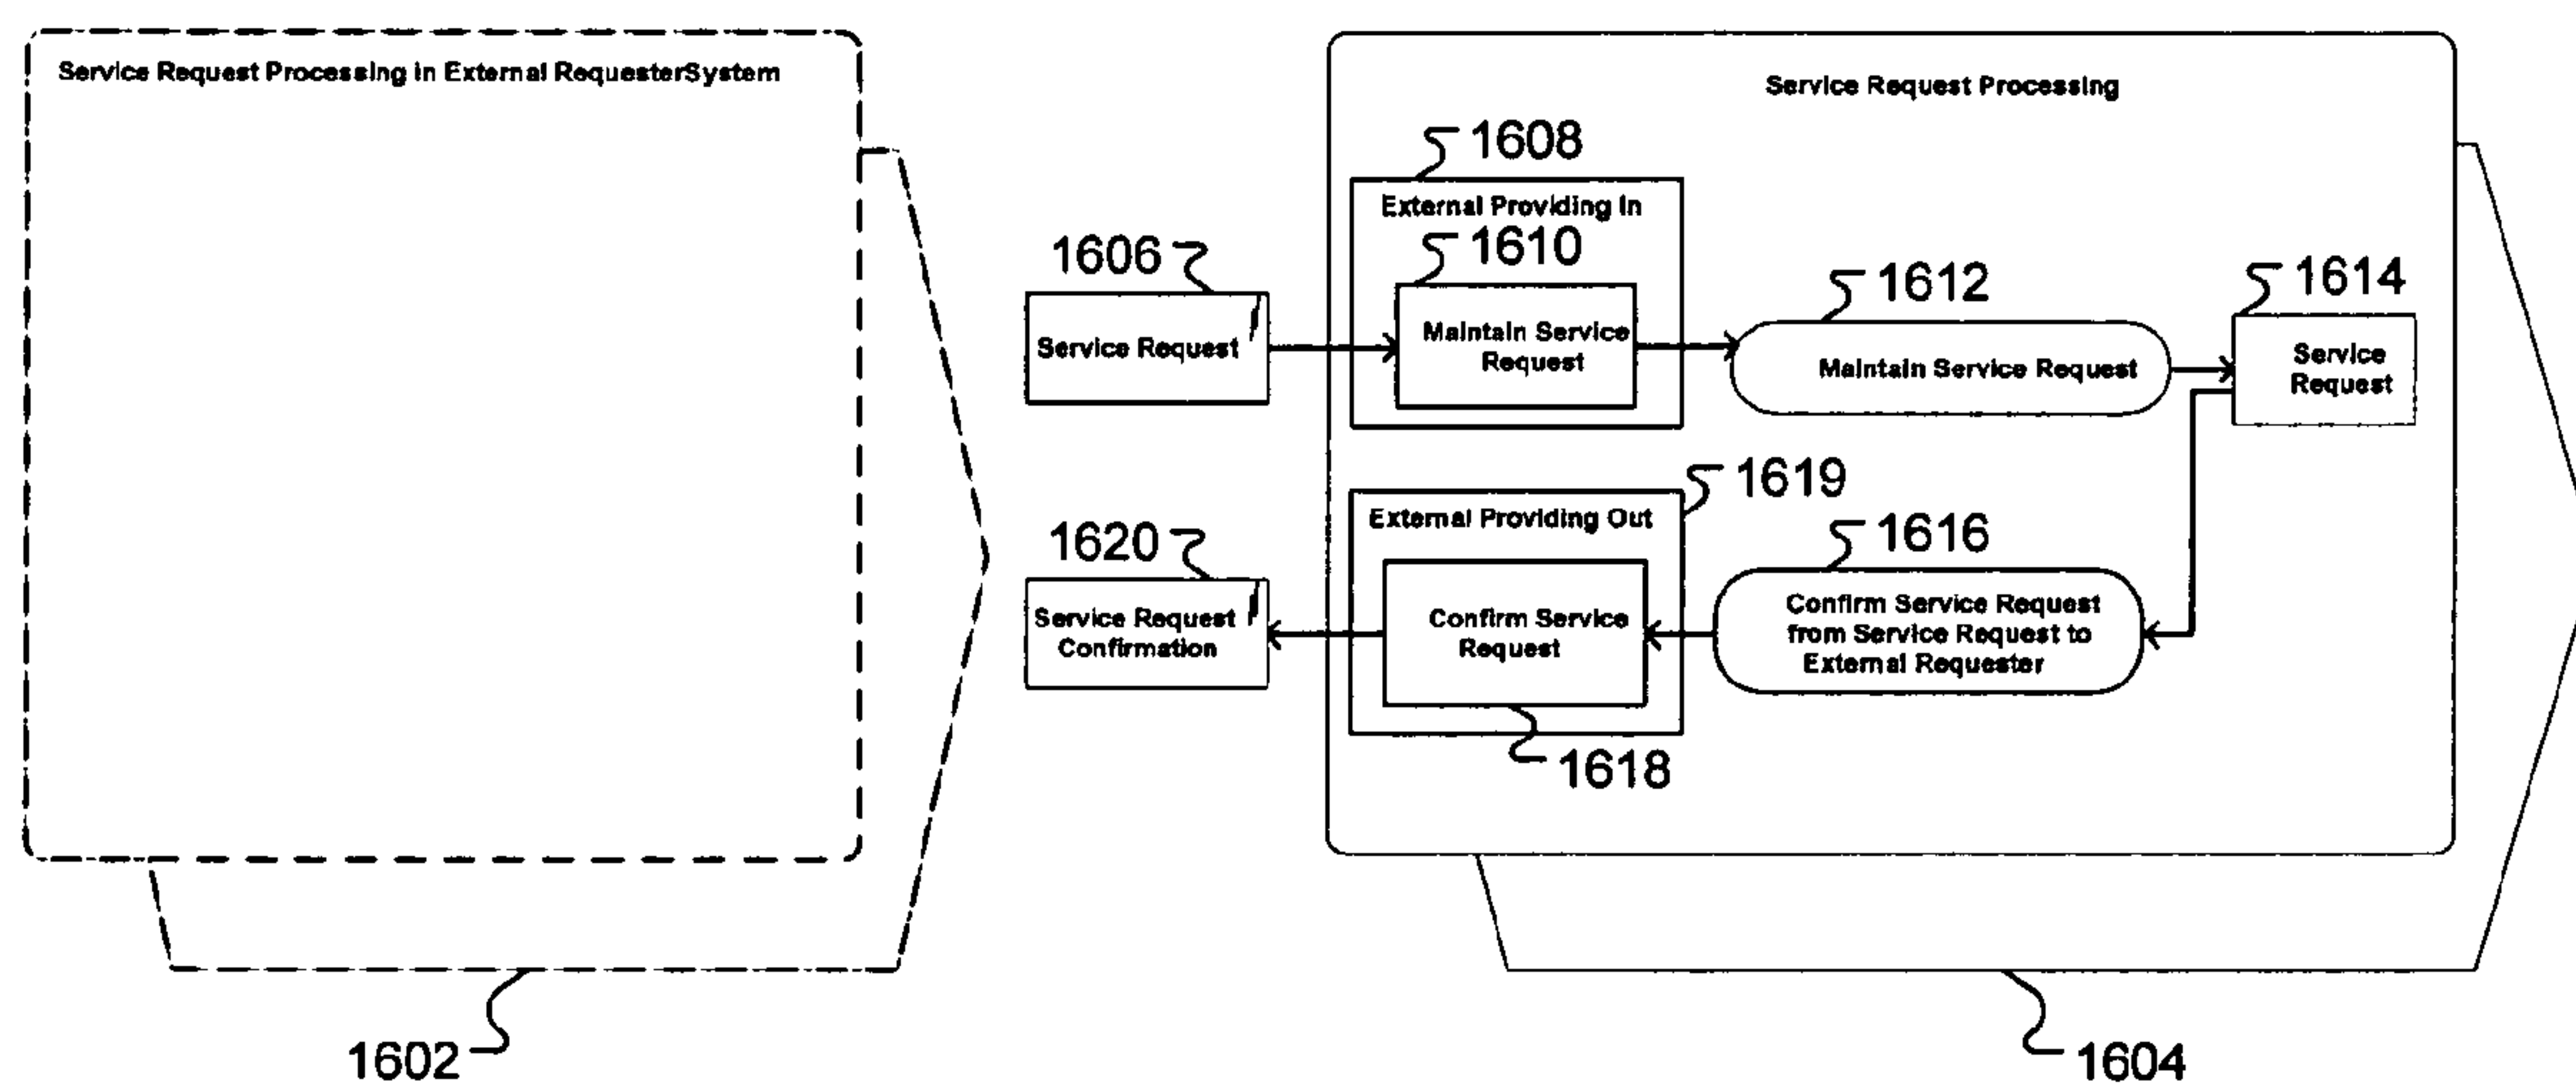 Service Request Processing in External RequesterSystem
Service Request Processing
1608
External Providing In
1610
1606
Service Request
Maintain Service
Request
1612
Maintain Service Request
1614
Service
Request
1619
External Providing Out
1620
Service Request
Confirmation
Confirm Service
Request
1616
Confirm Service Request
from Service Request to
External Requester
1618
1602
1604